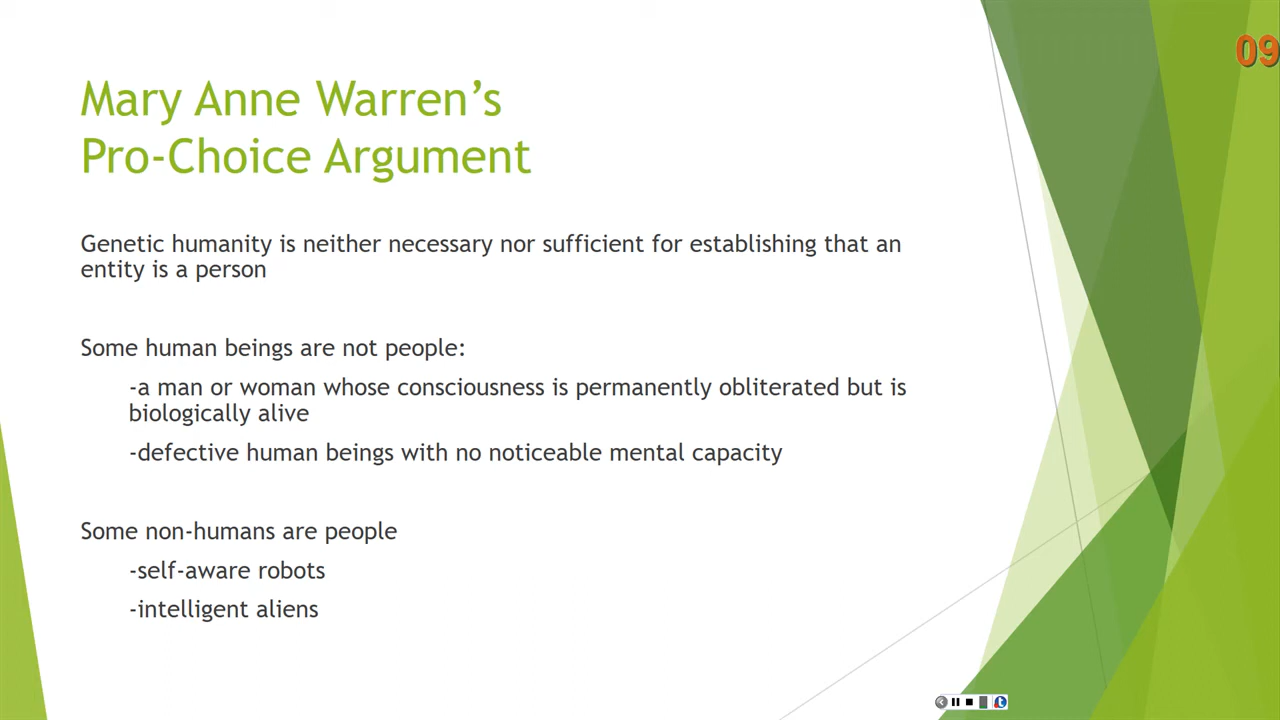 09
Mary Anne Warren’s
Pro-Choice Argument
Genetic humanity is neither necessary nor sufficient for establishing that an
entity is a person
Some human beings are not people:
-a man or woman whose consciousness is permanently obliterated but is
biologically alive
-defective human beings with no noticeable mental capacity
Some non-humans are people
-self-aware robots
-intelligent aliens